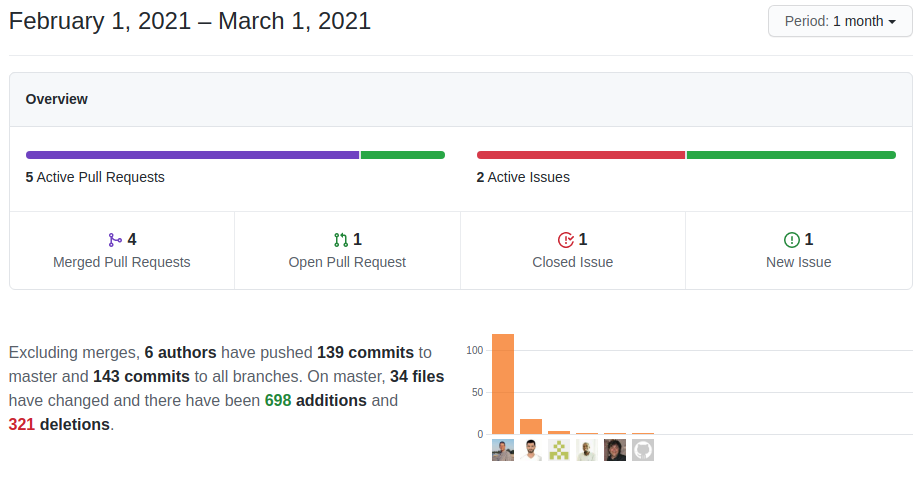 February 1, 2021 – March 1, 2021
Period: 1 month
Overview
5 Active Pull Requests
2 Active Issues
4
Merged Pull Requests
1
Open Pull Request
1
Closed Issue
1
New Issue
Excluding merges, 6 authors have pushed 139 commits to
master and 143 commits to all branches. On master, 34 files
have changed and there have been 698 additions and
321 deletions.
100
50
0